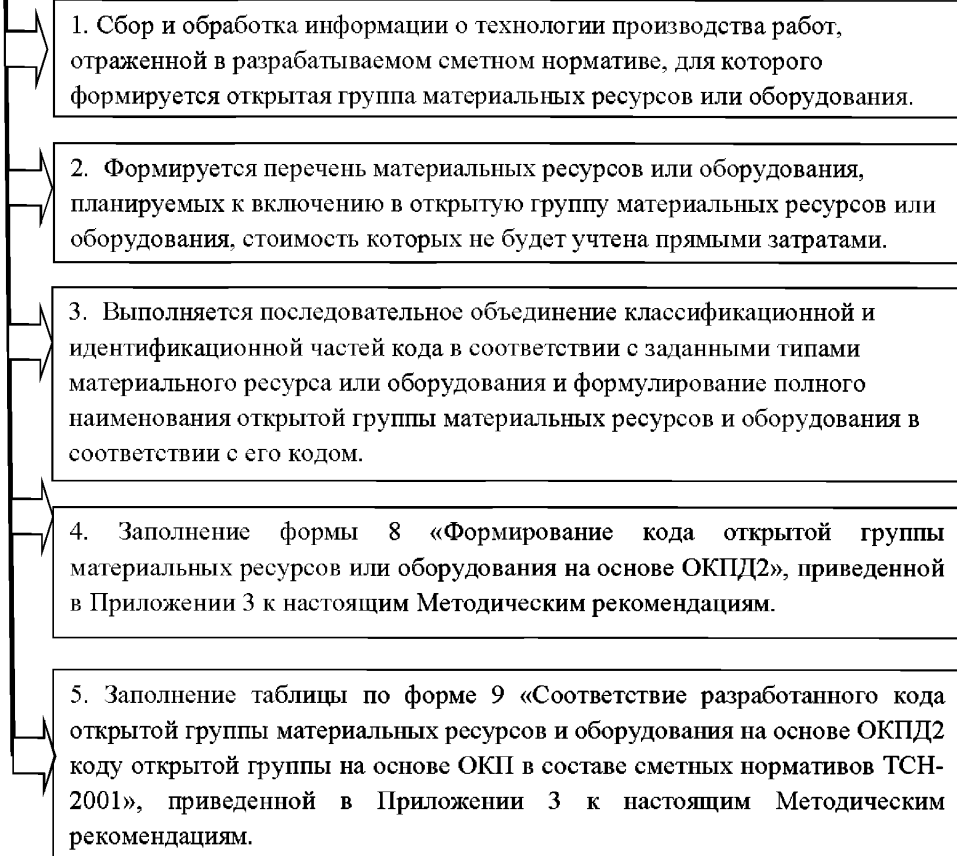 1. Сбор и обработка информации о технологии производства работ,
отраженной в разрабатываемом сметном нормативе, для которого
формируется открытая группа материальных ресурсов или оборудования.
2. Формируется перечень материальных ресурсов или оборудования,
планируемых к включению в открытую группу материальных ресурсов или
оборудования, стоимость которых не будет учтена прямыми затратами.
3. Выполняется последовательное объединение классификационной и
идентификационной частей кода в соответствии с заданными типами
материального ресурса или оборудования и формулирование полного
наименования открытой группы материальных ресурсов и оборудования в
соответствии с его кодом.
4. Заполнение формы 8 «Формирование кода открытой группы
материальных ресурсов или оборудования на основе ОКПД2», приведенной
в Приложении 3 к настоящим Методическим рекомендациям.
5. Заполнение таблицы по форме 9 «Соответствие разработанного кода
открытой группы материальных ресурсов и оборудования на основе ОКПД2
коду открытой группы на основе ОКП в составе сметных нормативов ТСН-
2001», приведенной в Приложении 3 к настоящим Методическим
рекомендациям.